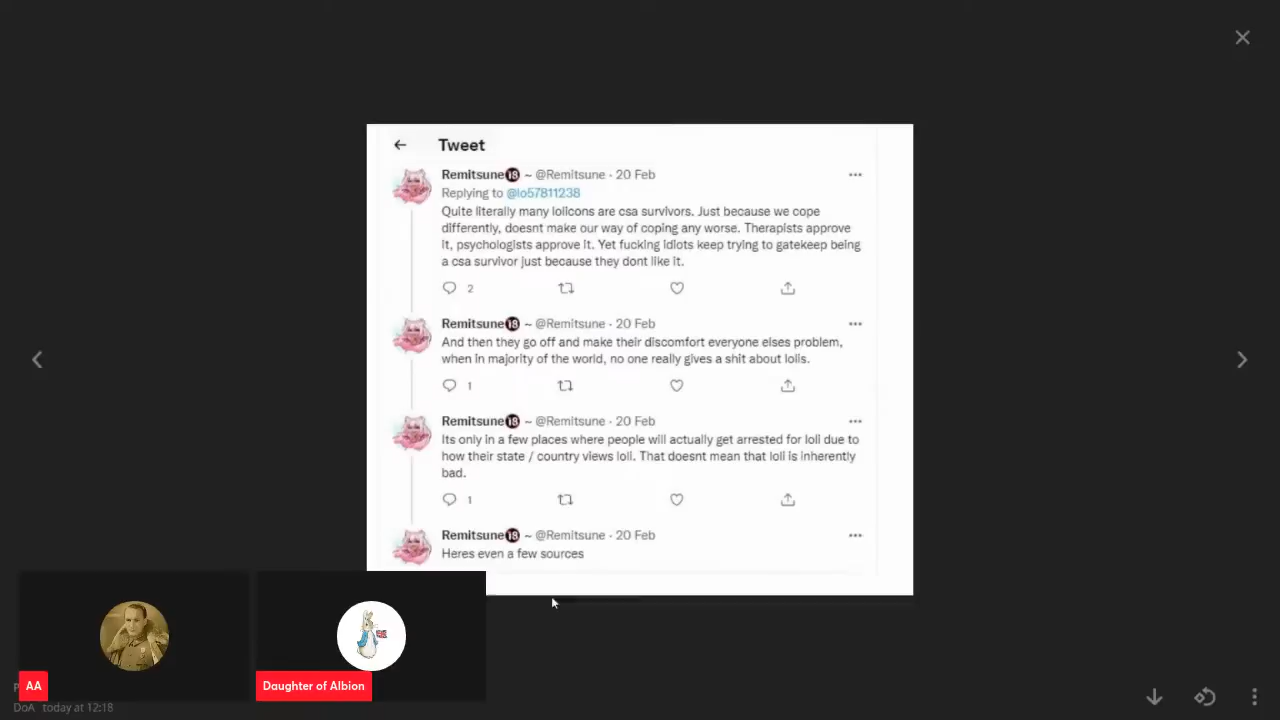 Tweet
Remitsune🔞 ~ @Remitsune · 20 Feb
Replying to @lo57811238
Quite literally many lolicons are csa survivors. Just because we cope
differently, doesnt make our way of coping any worse. Therapists approve
it, psychologists approve it. Yet fucking idiots keep trying to gatekeep being
a csa survivor just because they dont like it.
2
Remitsune🔞 ~ @Remitsune · 20 Feb
And then they go off and make their discomfort everyone elses problem,
when in majority of the world, no one really gives a shit about lolis.
1
Remitsune🔞 ~ @Remitsune · 20 Feb
Its only in a few places where people will actually get arrested for loli due to
how their state / country views loli. That doesnt mean that loli is inherently
bad.
1
Remitsune🔞 ~ @Remitsune · 20 Feb
Heres even a few sources
AA
Daughter of Albion
DoA today at 12:18